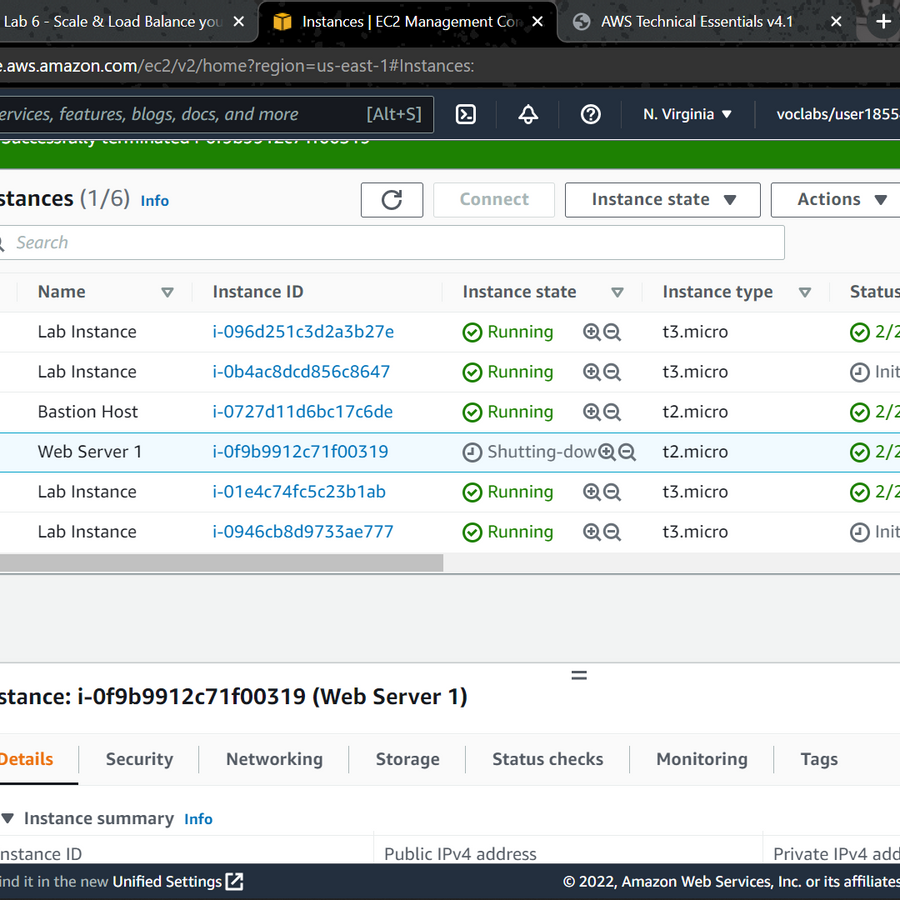 Lab 6 - Scale & Load Balance you
Instances | EC2 Management Con
AWS Technical Essentials v4.1
e.aws.amazon.com/ec2/v2/home?region=us-east-1#Instances:
ervices, features, blogs, docs, and more [Alt+S] N. Virginia ▼ voclabs/user1855
Successfully terminated i-0f9b9912c71f00319
stances (1/6) Info Connect Instance state ▼ Actions ▼
Search
Name Instance ID Instance state Instance type Status
Lab Instance i-096d251c3d2a3b27e Running t3.micro 2/2
Lab Instance i-0b4ac8dcd856c8647 Running t3.micro Init
Bastion Host i-0727d11d6bc17c6de Running t2.micro 2/2
Web Server 1 i-0f9b9912c71f00319 Shutting-dow t2.micro 2/2
Lab Instance i-01e4c74fc5c23b1ab Running t3.micro 2/2
Lab Instance i-0946cb8d9733ae777 Running t3.micro Init
stance: i-0f9b9912c71f00319 (Web Server 1)
Details Security Networking Storage Status checks Monitoring Tags
▼ Instance summary Info
nstance ID Public IPv4 address Private IPv4 add
ind it in the new Unified Settings © 2022, Amazon Web Services, Inc. or its affiliates